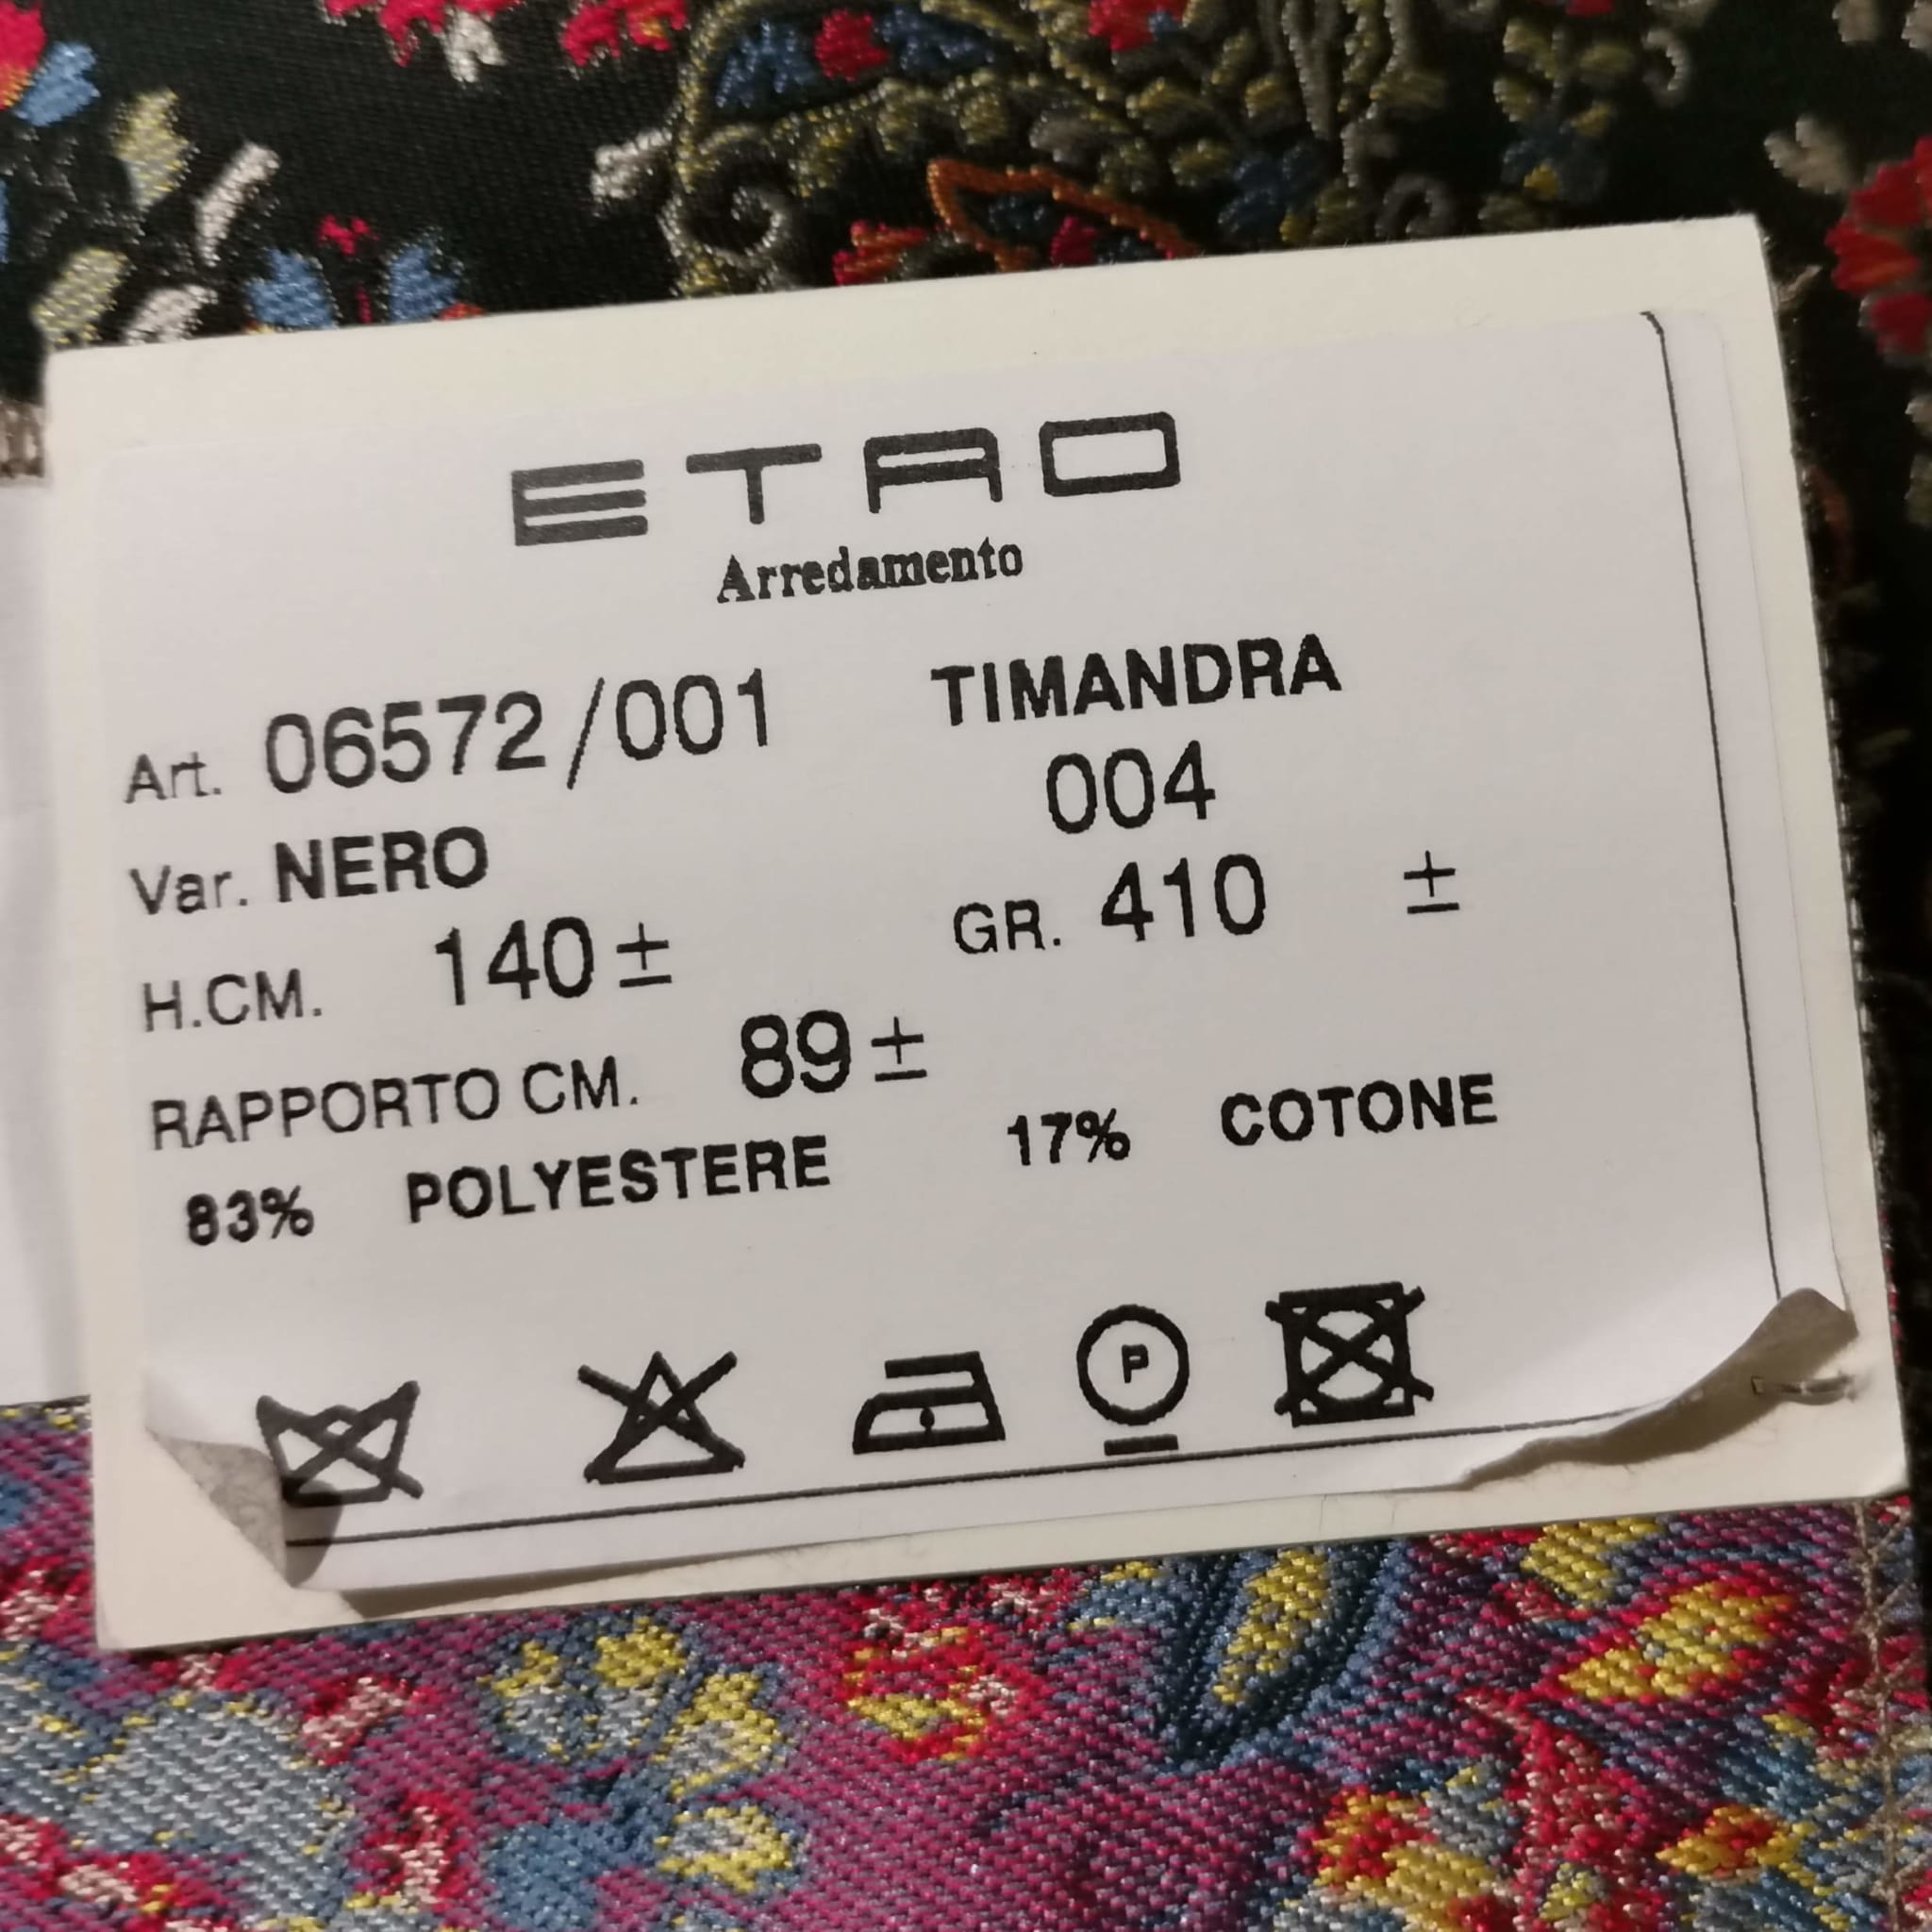 ETRO
Arredamento
Art. 06572/001 TIMANDRA
Var. NERO 004
H.CM. 140± GR. 410 ±
RAPPORTO CM. 89±
83% POLYESTERE 17% COTONE
P